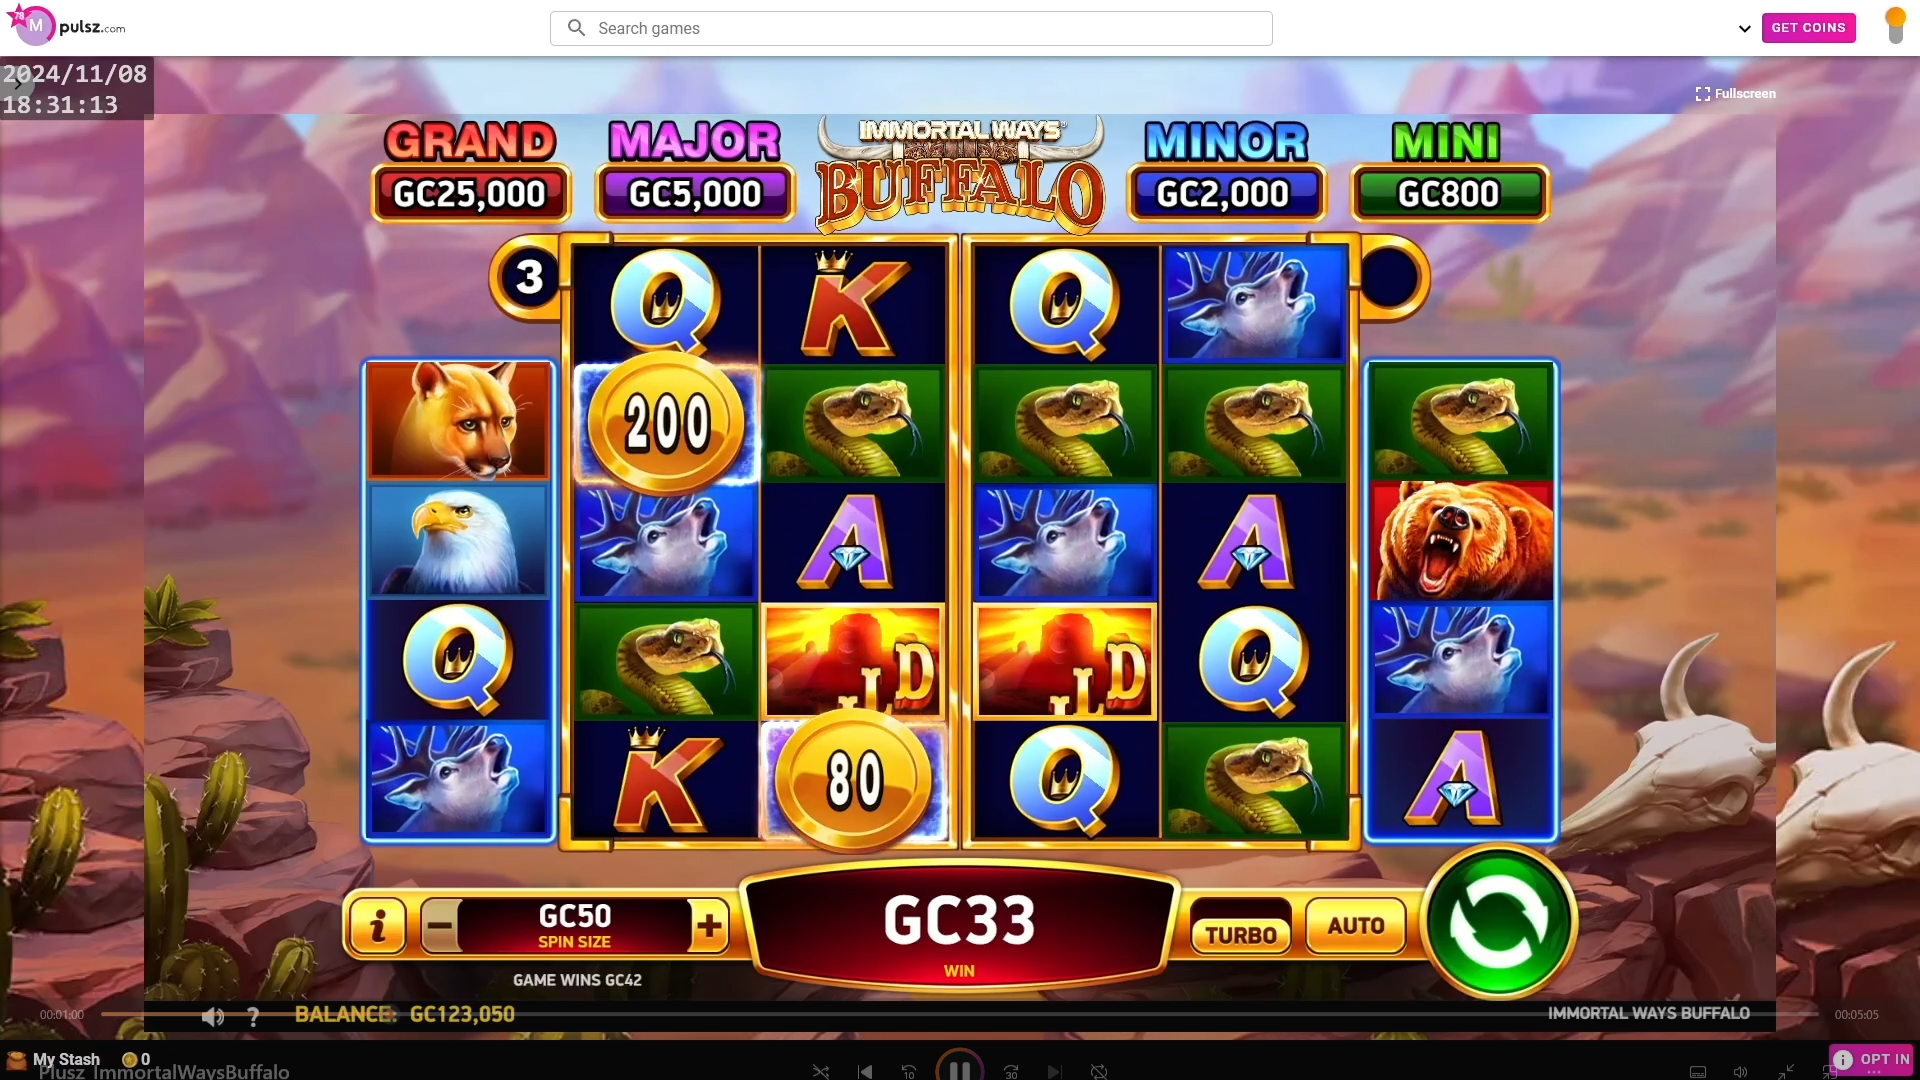 78
M
pulsz.com
Search games
GET COINS
2024/11/08
18:31:13
Fullscreen
GRAND
GC25,000
MAJOR
GC5,000
IMMORTAL WAYS
BUFFALO
MINOR
GC2,000
MINI
GC800
3
Q
K
Q
200
A
A
Q
WILD
WILD
Q
K
80
Q
A
i
GC50
SPIN SIZE
GC33
WIN
TURBO
AUTO
GAME WINS GC42
00:01:00
?
BALANCE: GC123,050
IMMORTAL WAYS BUFFALO
00:05:05
My Stash
0
OPT IN
Plusz_ImmortalWaysBuffalo
10
30